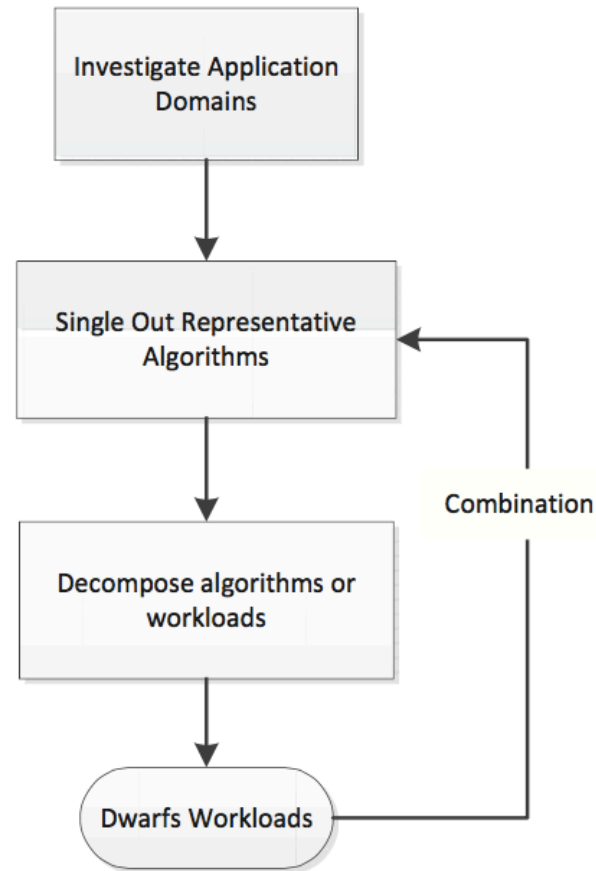 Investigate Application
Domains
Single Out Representative
Algorithms
Combination
Decompose algorithms or
workloads
Dwarfs Workloads